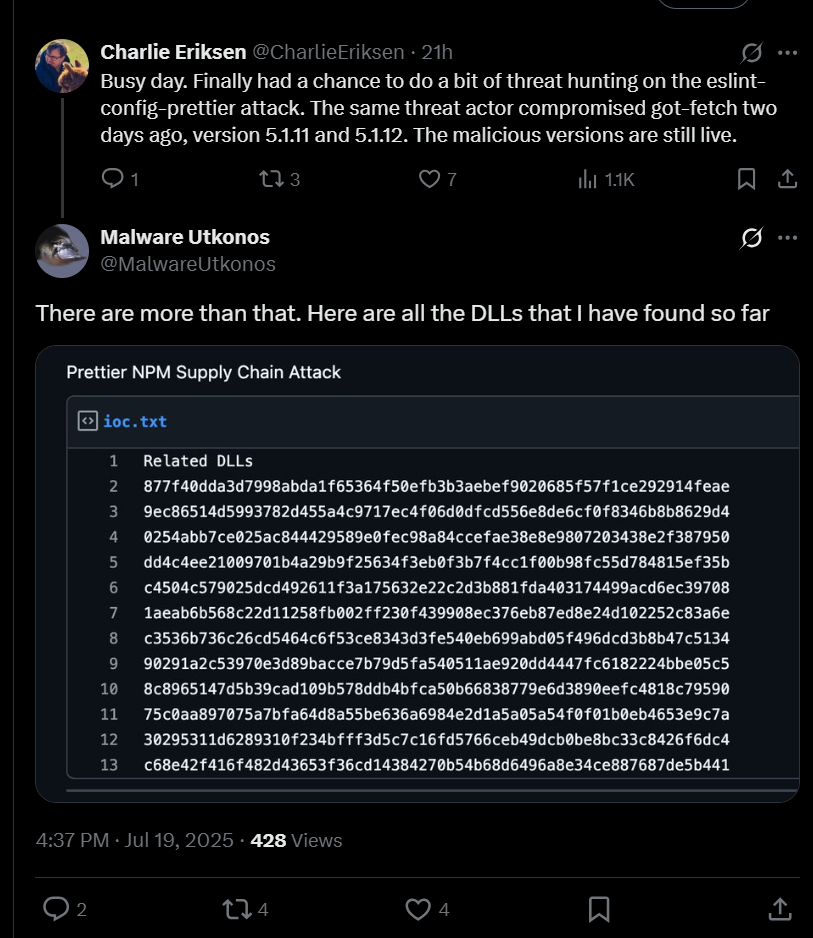 Charlie Eriksen @CharlieEriksen · 21h
Busy day. Finally had a chance to do a bit of threat hunting on the eslint-
config-prettier attack. The same threat actor compromised got-fetch two
days ago, version 5.1.11 and 5.1.12. The malicious versions are still live.
1 3 7 1.1K
Malware Utkonos
@MalwareUtkonos
There are more than that. Here are all the DLLs that I have found so far
Prettier NPM Supply Chain Attack
ioc.txt
1 Related DLLs
2 877f40dda3d7998abda1f65364f50efb3b3aebef9020685f57f1ce292914feae
3 9ec86514d5993782d455a4c9717ec4f06d0dfcd556e8de6cf0f8346b8b8629d4
4 0254abb7ce025ac844429589e0fec98a84ccefae38e8e9807203438e2f387950
5 dd4c4ee21009701b4a29b9f25634f3eb0f3b7f4cc1f00b98fc55d784815ef35b
6 c4504c579025dcd492611f3a175632e22c2d3b881fda403174499acd6ec39708
7 1aeab6b568c22d11258fb002ff230f439908ec376eb87ed8e24d102252c83a6e
8 c3536b736c26cd5464c6f53ce8343d3fe540eb699abd05f496dcd3b8b47c5134
9 90291a2c53970e3d89bacce7b79d5fa540511ae920dd4447fc6182224bbe05c5
10 8c8965147d5b39cad109b578ddb4bfca50b66838779e6d3890eefc4818c79590
11 75c0aa897075a7bfa64d8a55be636a6984e2d1a5a05a54f0f01b0eb4653e9c7a
12 30295311d6289310f234bfff3d5c7c16fd5766ceb49dcb0be8bc33c8426f6dc4
13 c68e42f416f482d43653f36cd14384270b54b68d6496a8e34ce887687de5b441
4:37 PM · Jul 19, 2025 · 428 Views
2 4 4